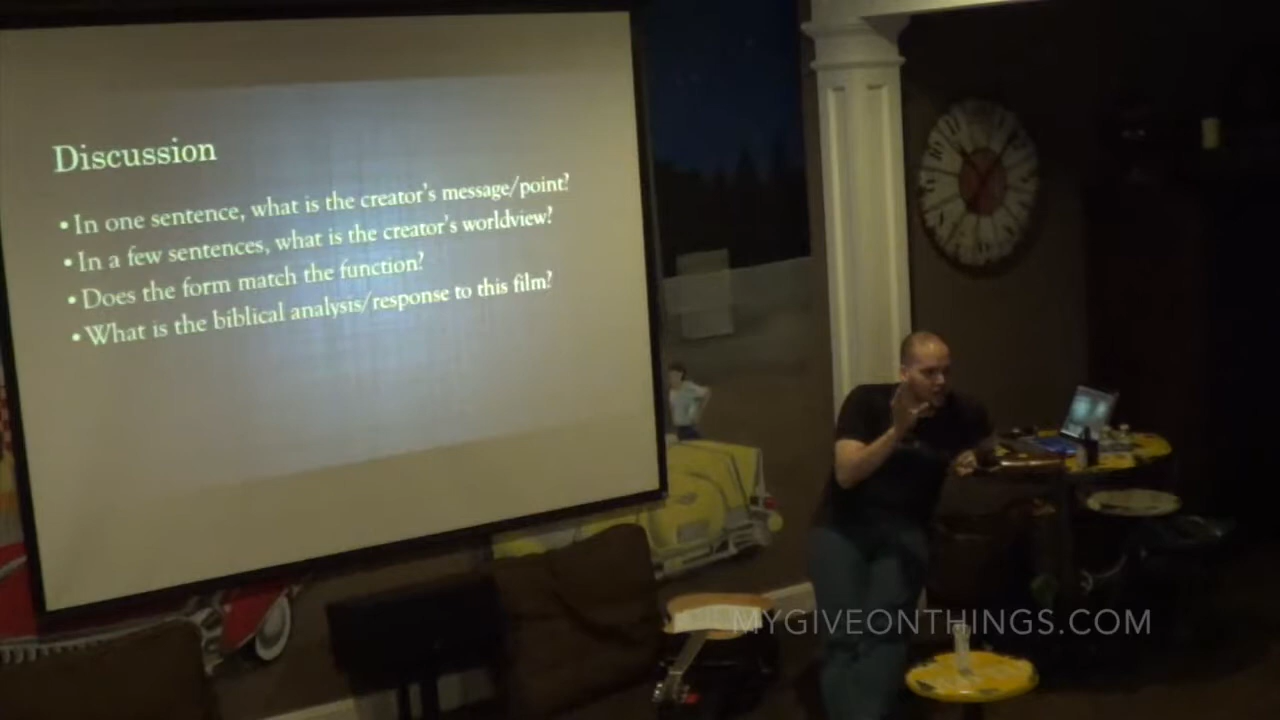 Discussion
• In one sentence, what is the creator's message/point?
• In a few sentences, what is the creator's worldview?
• Does the form match the function?
• What is the biblical analysis/response to this film?
MYGIVEONTHINGS.COM